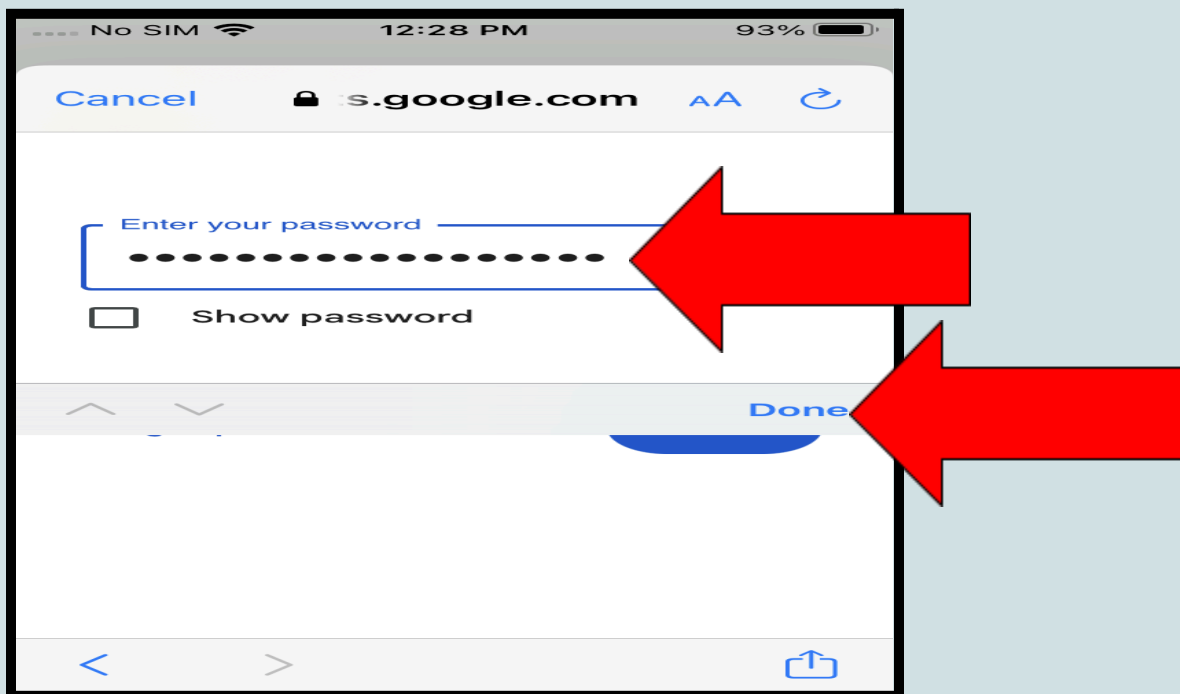 No SIM 12:28 PM 93%
Cancel s.google.com AA
Enter your password
••••••••••••••••••
Show password
Done